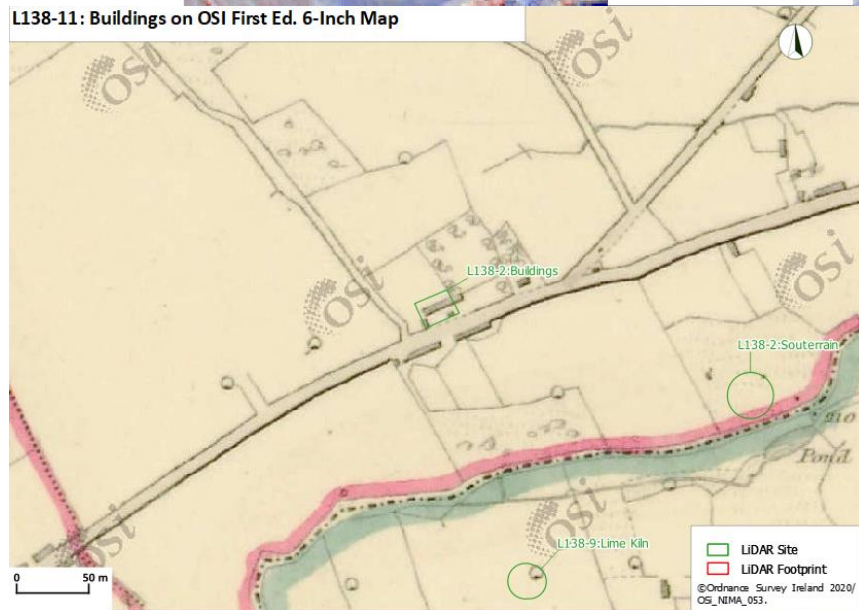 L138-11: Buildings on OSI First Ed. 6-Inch Map
osi
osi
L138-2:Buildings
osi
osi
L138-2:Souterrain
210
Pond
osi
osi
L138-9:Lime Kiln
0 50 m
LiDAR Site
LiDAR Footprint
©Ordnance Survey Ireland 2020/
OSi_NIMA_053.